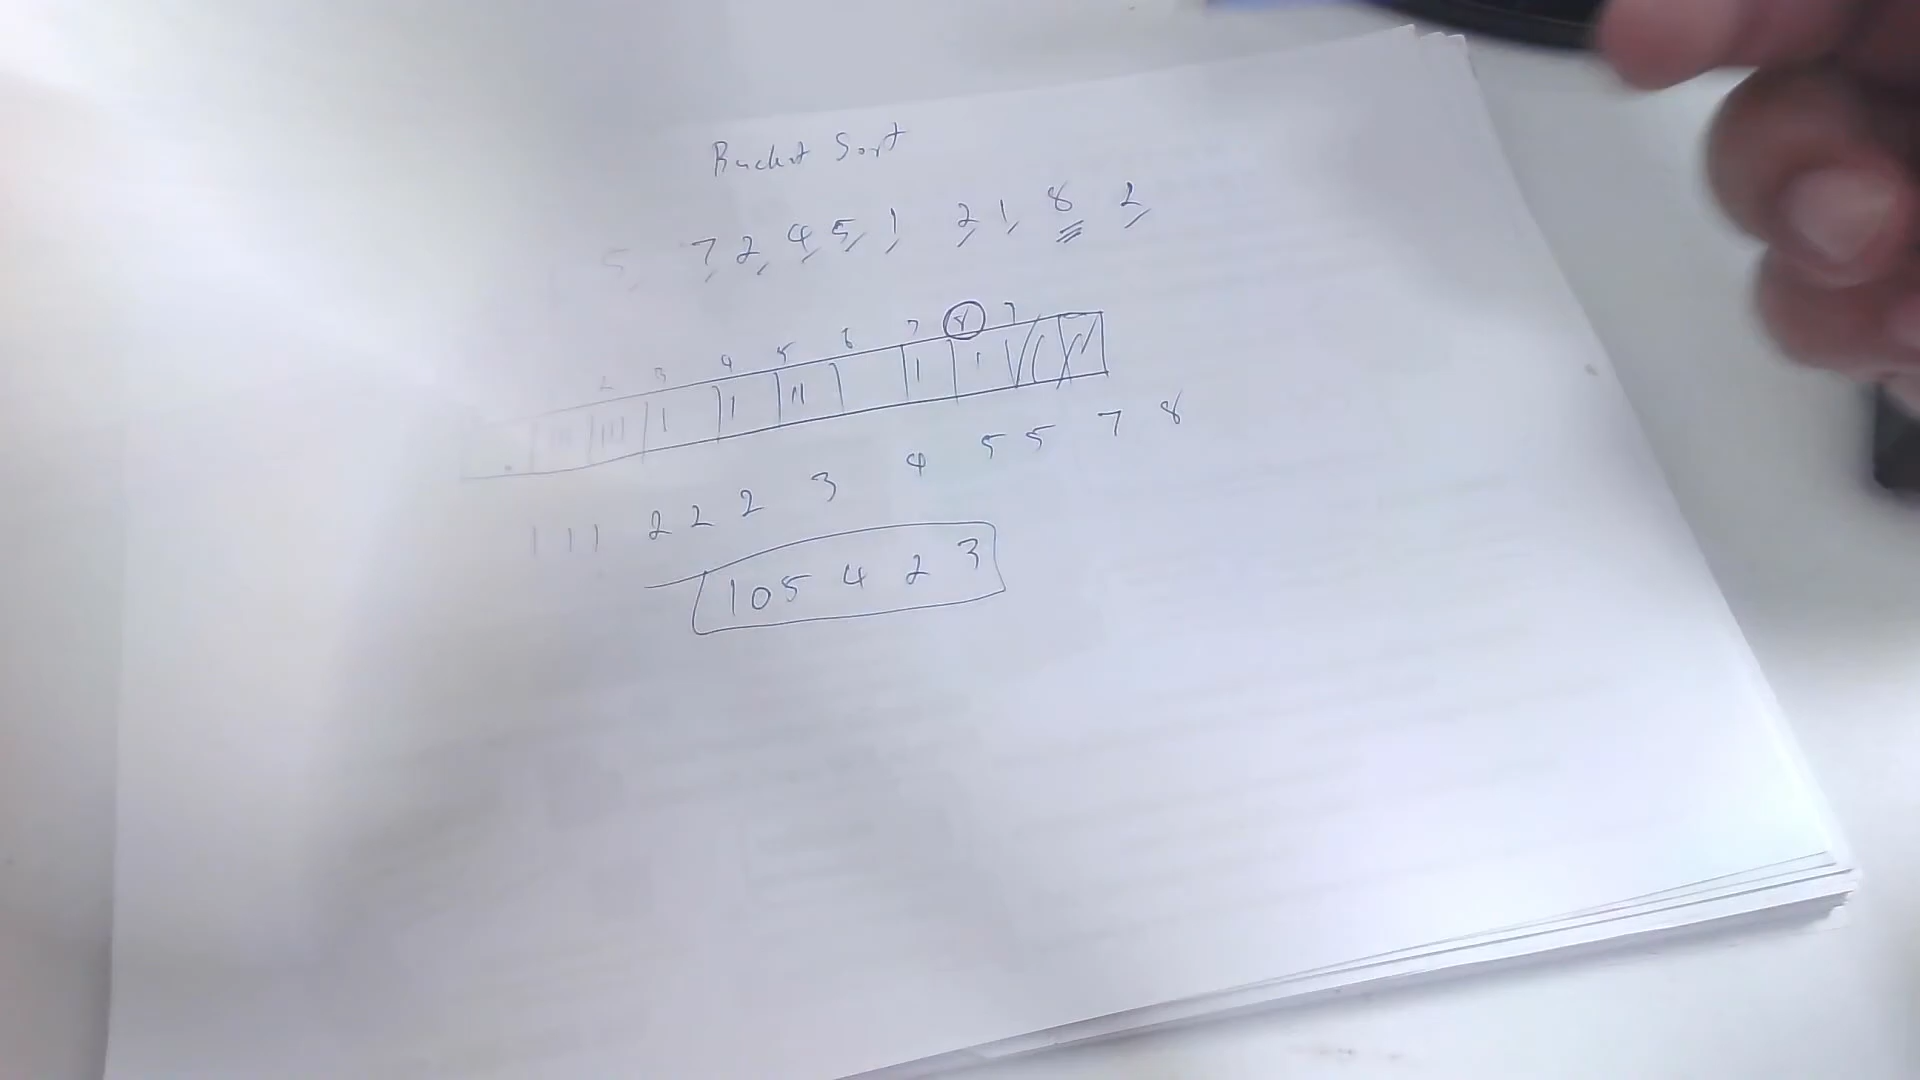 Bucket Sort
5 7 2 4 5 1 2 1 8 2
2 3 4 5 6 7 8
1 1 1 2 2 2 3 4 5 5 7 8
105 4 2 3